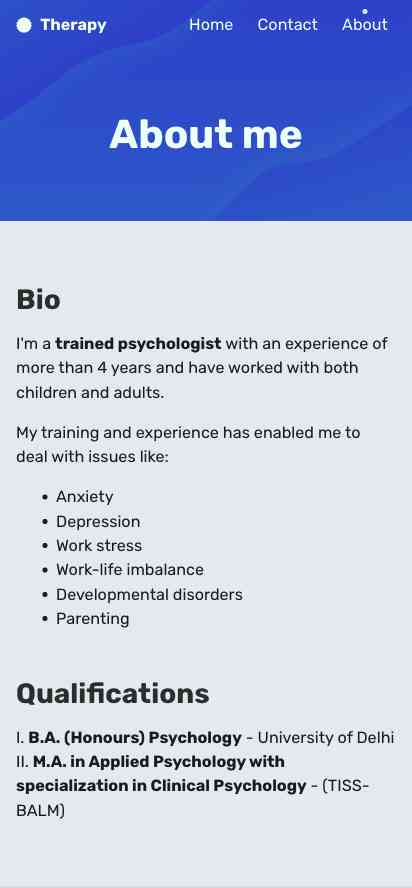 Therapy Home Contact About
About me
Bio
I'm a trained psychologist with an experience of
more than 4 years and have worked with both
children and adults.
My training and experience has enabled me to
deal with issues like:
• Anxiety
• Depression
• Work stress
• Work-life imbalance
• Developmental disorders
• Parenting
Qualifications
I. B.A. (Honours) Psychology - University of Delhi
II. M.A. in Applied Psychology with
specialization in Clinical Psychology - (TISS-
BALM)